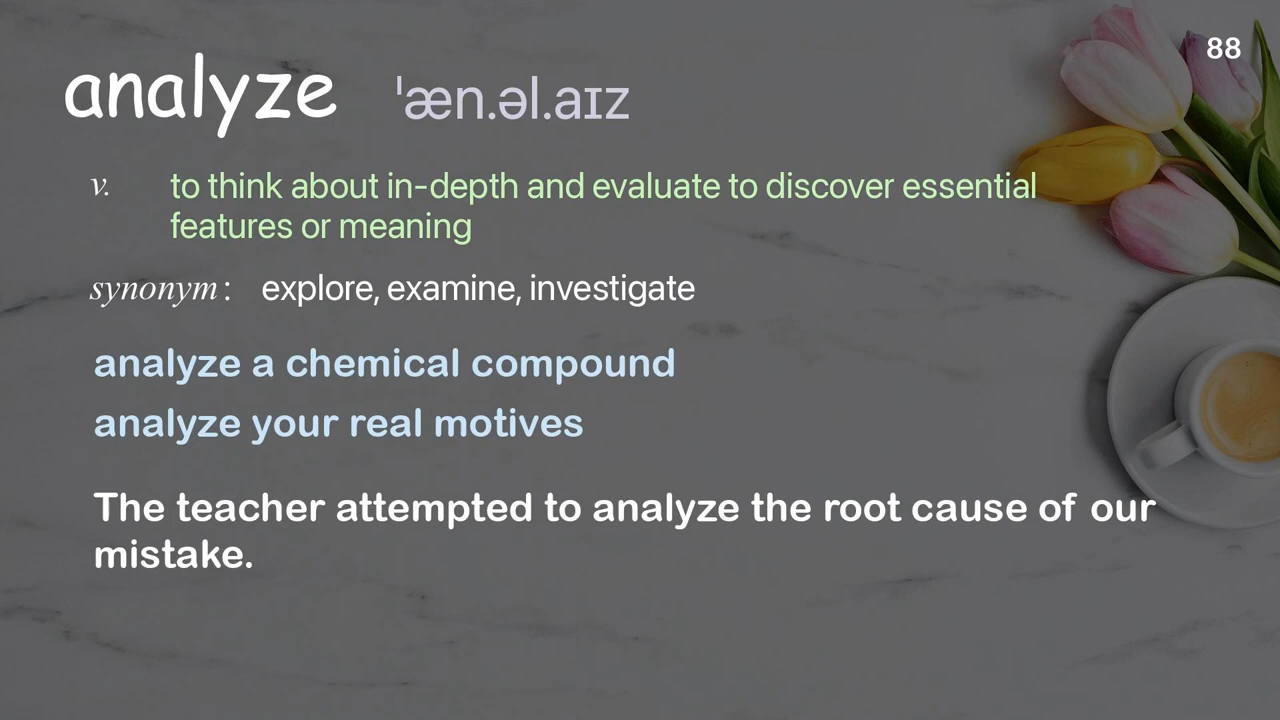 88
analyze ˈæn.əl.aɪz
v. to think about in-depth and evaluate to discover essential
features or meaning
synonym : explore, examine, investigate
analyze a chemical compound
analyze your real motives
The teacher attempted to analyze the root cause of our
mistake.